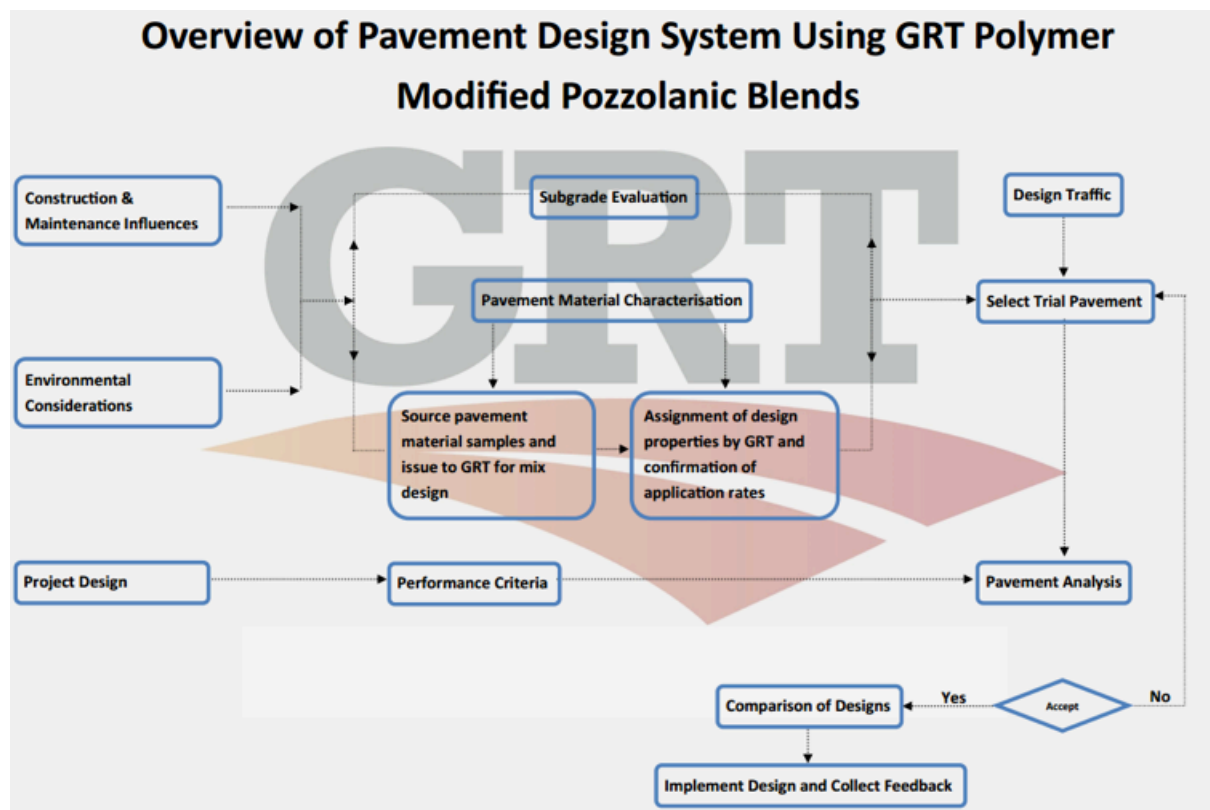 Overview of Pavement Design System Using GRT Polymer
Modified Pozzolanic Blends
GRT
Construction &
Maintenance Influences
Subgrade Evaluation
Design Traffic
Pavement Material Characterisation
Select Trial Pavement
Environmental
Considerations
Source pavement
material samples and
issue to GRT for mix
design
Assignment of design
properties by GRT and
confirmation of
application rates
Project Design
Performance Criteria
Pavement Analysis
Comparison of Designs
Yes
Accept
No
Implement Design and Collect Feedback